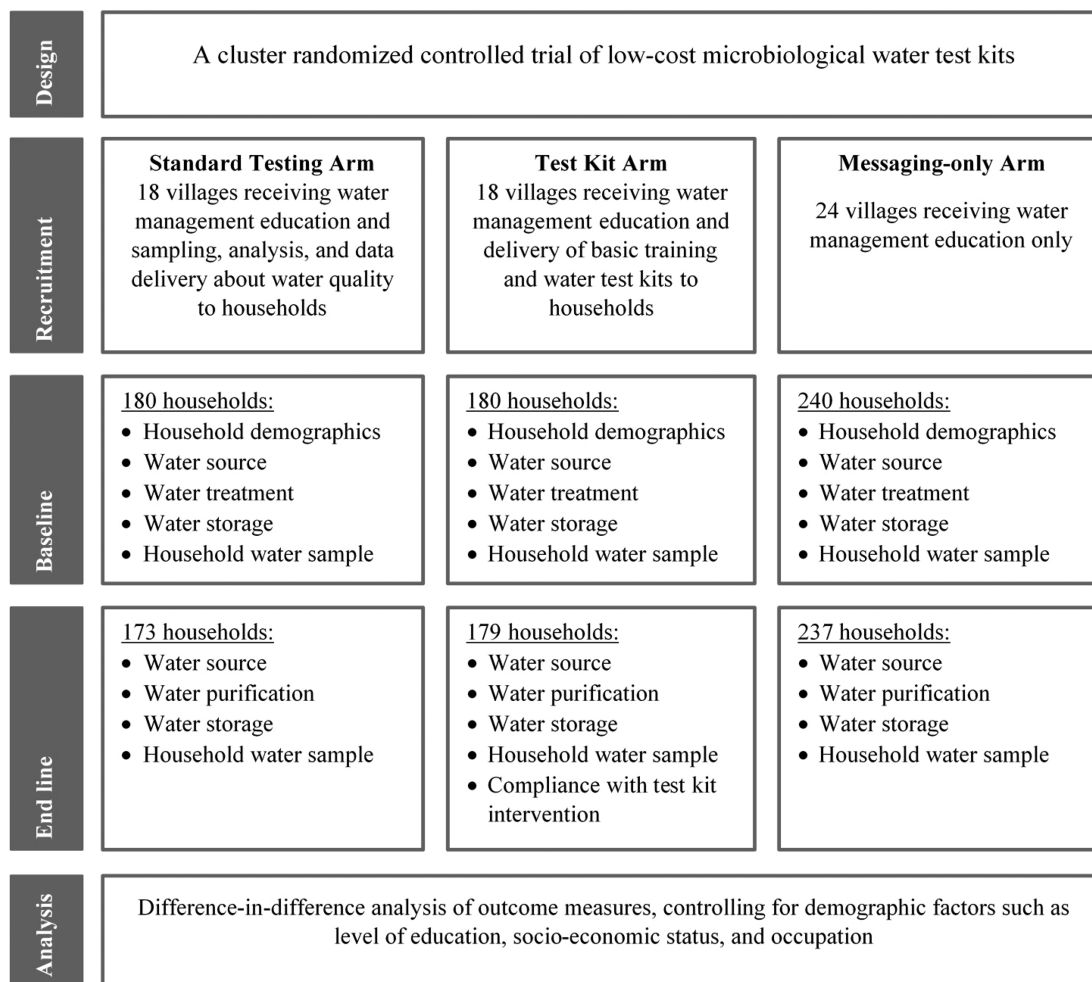 Design
A cluster randomized controlled trial of low-cost microbiological water test kits
Recruitment
Standard Testing Arm
18 villages receiving water
management education and
sampling, analysis, and data
delivery about water quality
to households
Test Kit Arm
18 villages receiving water
management education and
delivery of basic training
and water test kits to
households
Messaging-only Arm
24 villages receiving water
management education only
Baseline
180 households:
• Household demographics
• Water source
• Water treatment
• Water storage
• Household water sample
180 households:
• Household demographics
• Water source
• Water treatment
• Water storage
• Household water sample
240 households:
• Household demographics
• Water source
• Water treatment
• Water storage
• Household water sample
End line
173 households:
• Water source
• Water purification
• Water storage
• Household water sample
179 households:
• Water source
• Water purification
• Water storage
• Household water sample
• Compliance with test kit
intervention
237 households:
• Water source
• Water purification
• Water storage
• Household water sample
Analysis
Difference-in-difference analysis of outcome measures, controlling for demographic factors such as
level of education, socio-economic status, and occupation